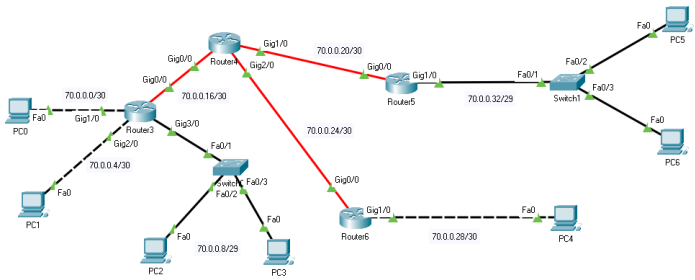 PC5
Fa0
Gig1/0
Gig0/0
Router4
Gig2/0
70.0.0.20/30
Fa0/2
Gig0/0
Gig1/0
Fa0/1
Router5
70.0.0.32/29
Fa0/3
Switch1
Gig0/0
70.0.0.16/30
70.0.0.0/30
Fa0
Gig1/0
Router3
PC0
Gig3/0
Gig2/0
Fa0
PC6
70.0.0.24/30
Fa0/1
70.0.0.4/30
Fa0
PC1
Switch
Fa0/3
Fa0/2
Gig0/0
Gig1/0
Fa0
Router6
70.0.0.28/30
PC4
Fa0
Fa0
70.0.0.8/29
PC2
PC3